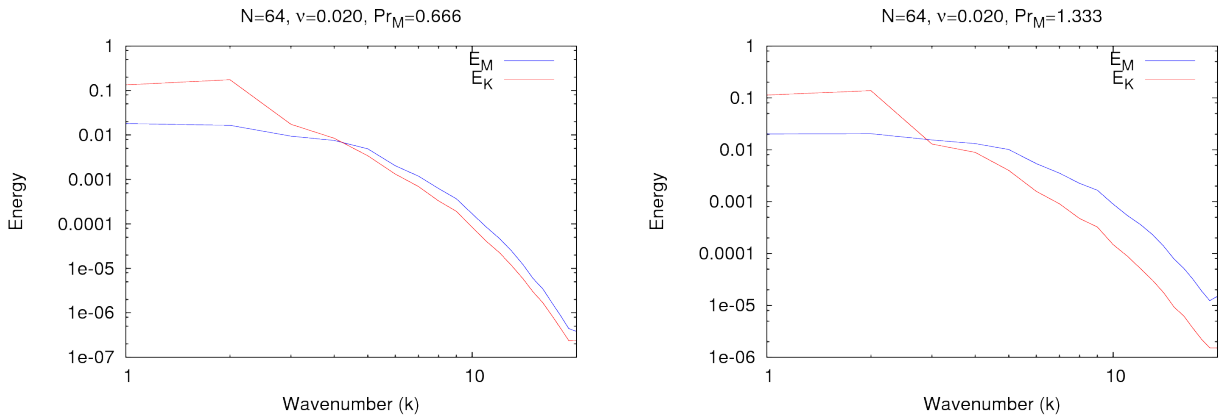 N=64, ν=0.020, Pr_M=0.666
E_M
E_K
1
0.1
0.01
0.001
0.0001
1e-05
1e-06
1e-07
Energy
1 10
Wavenumber (k)
N=64, ν=0.020, Pr_M=1.333
E_M
E_K
1
0.1
0.01
0.001
0.0001
1e-05
1e-06
Energy
1 10
Wavenumber (k)